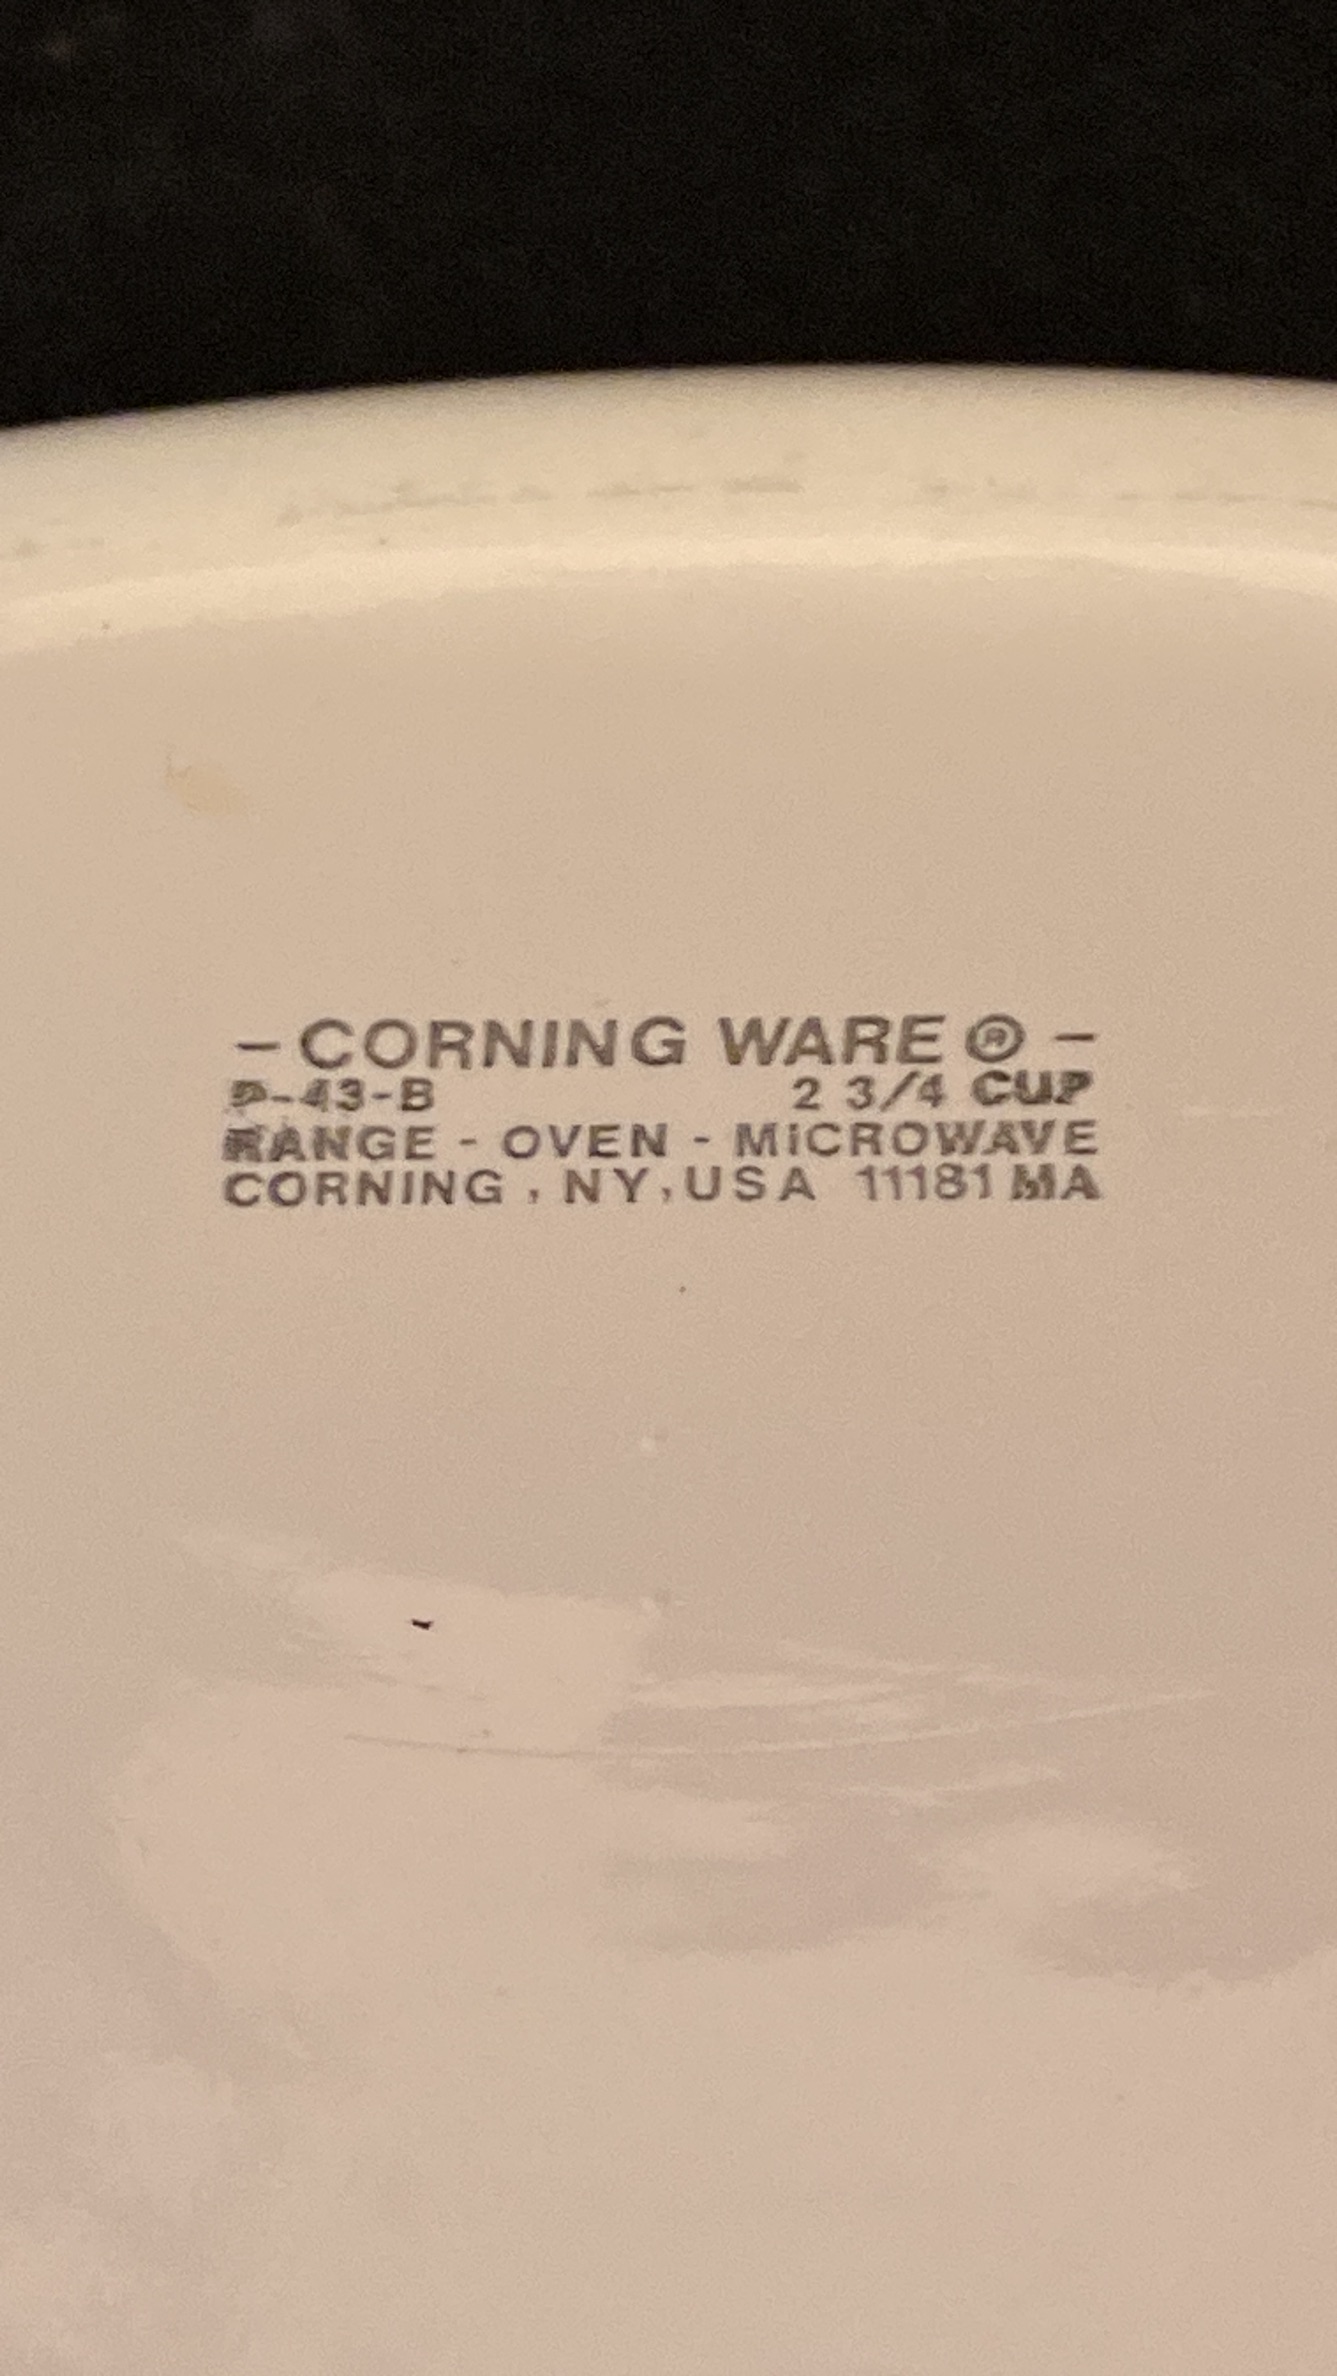 – CORNING WARE ® –
P-43-B 2 3/4 CUP
RANGE - OVEN - MiCROWAVE
CORNING , NY, USA 11181 MA